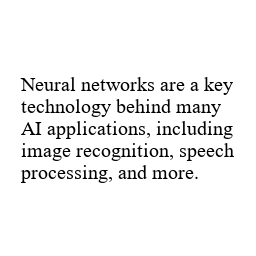 Neural networks are a key
technology behind many
AI applications, including
image recognition, speech
processing, and more.